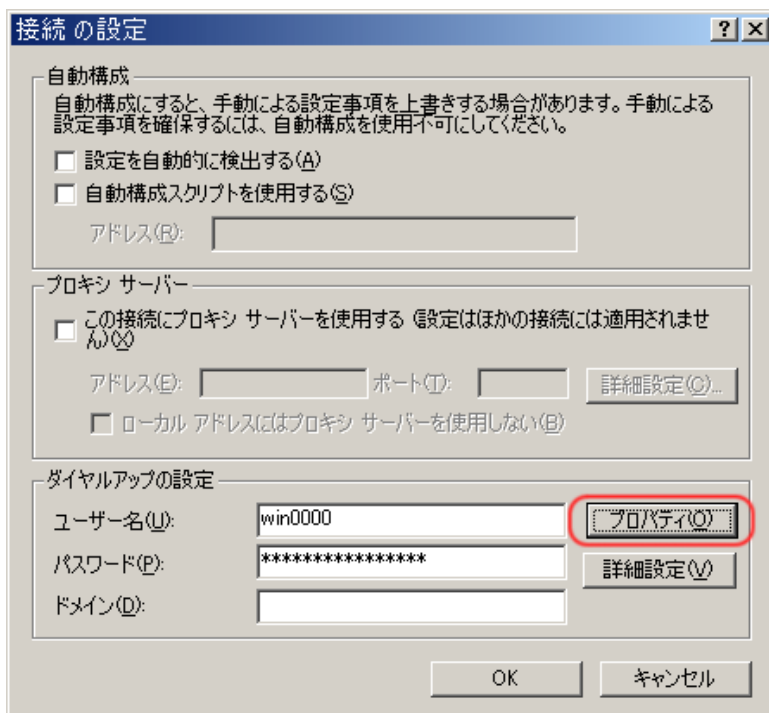 接続 の設定
自動構成
自動構成にすると、手動による設定事項を上書きする場合があります。手動による
設定事項を確保するには、自動構成を使用不可にしてください。
設定を自動的に検出する(A)
自動構成スクリプトを使用する(S)
アドレス(R):
プロキシ サーバー
この接続にプロキシ サーバーを使用する (設定はほかの接続には適用されませ
ん)(X)
アドレス(E): ポート(T): 詳細設定(C)...
ローカル アドレスにはプロキシ サーバーを使用しない(B)
ダイヤルアップの設定
ユーザー名(U): win0000 プロパティ(O)
パスワード(P): **************** 詳細設定(V)
ドメイン(D):
OK キャンセル